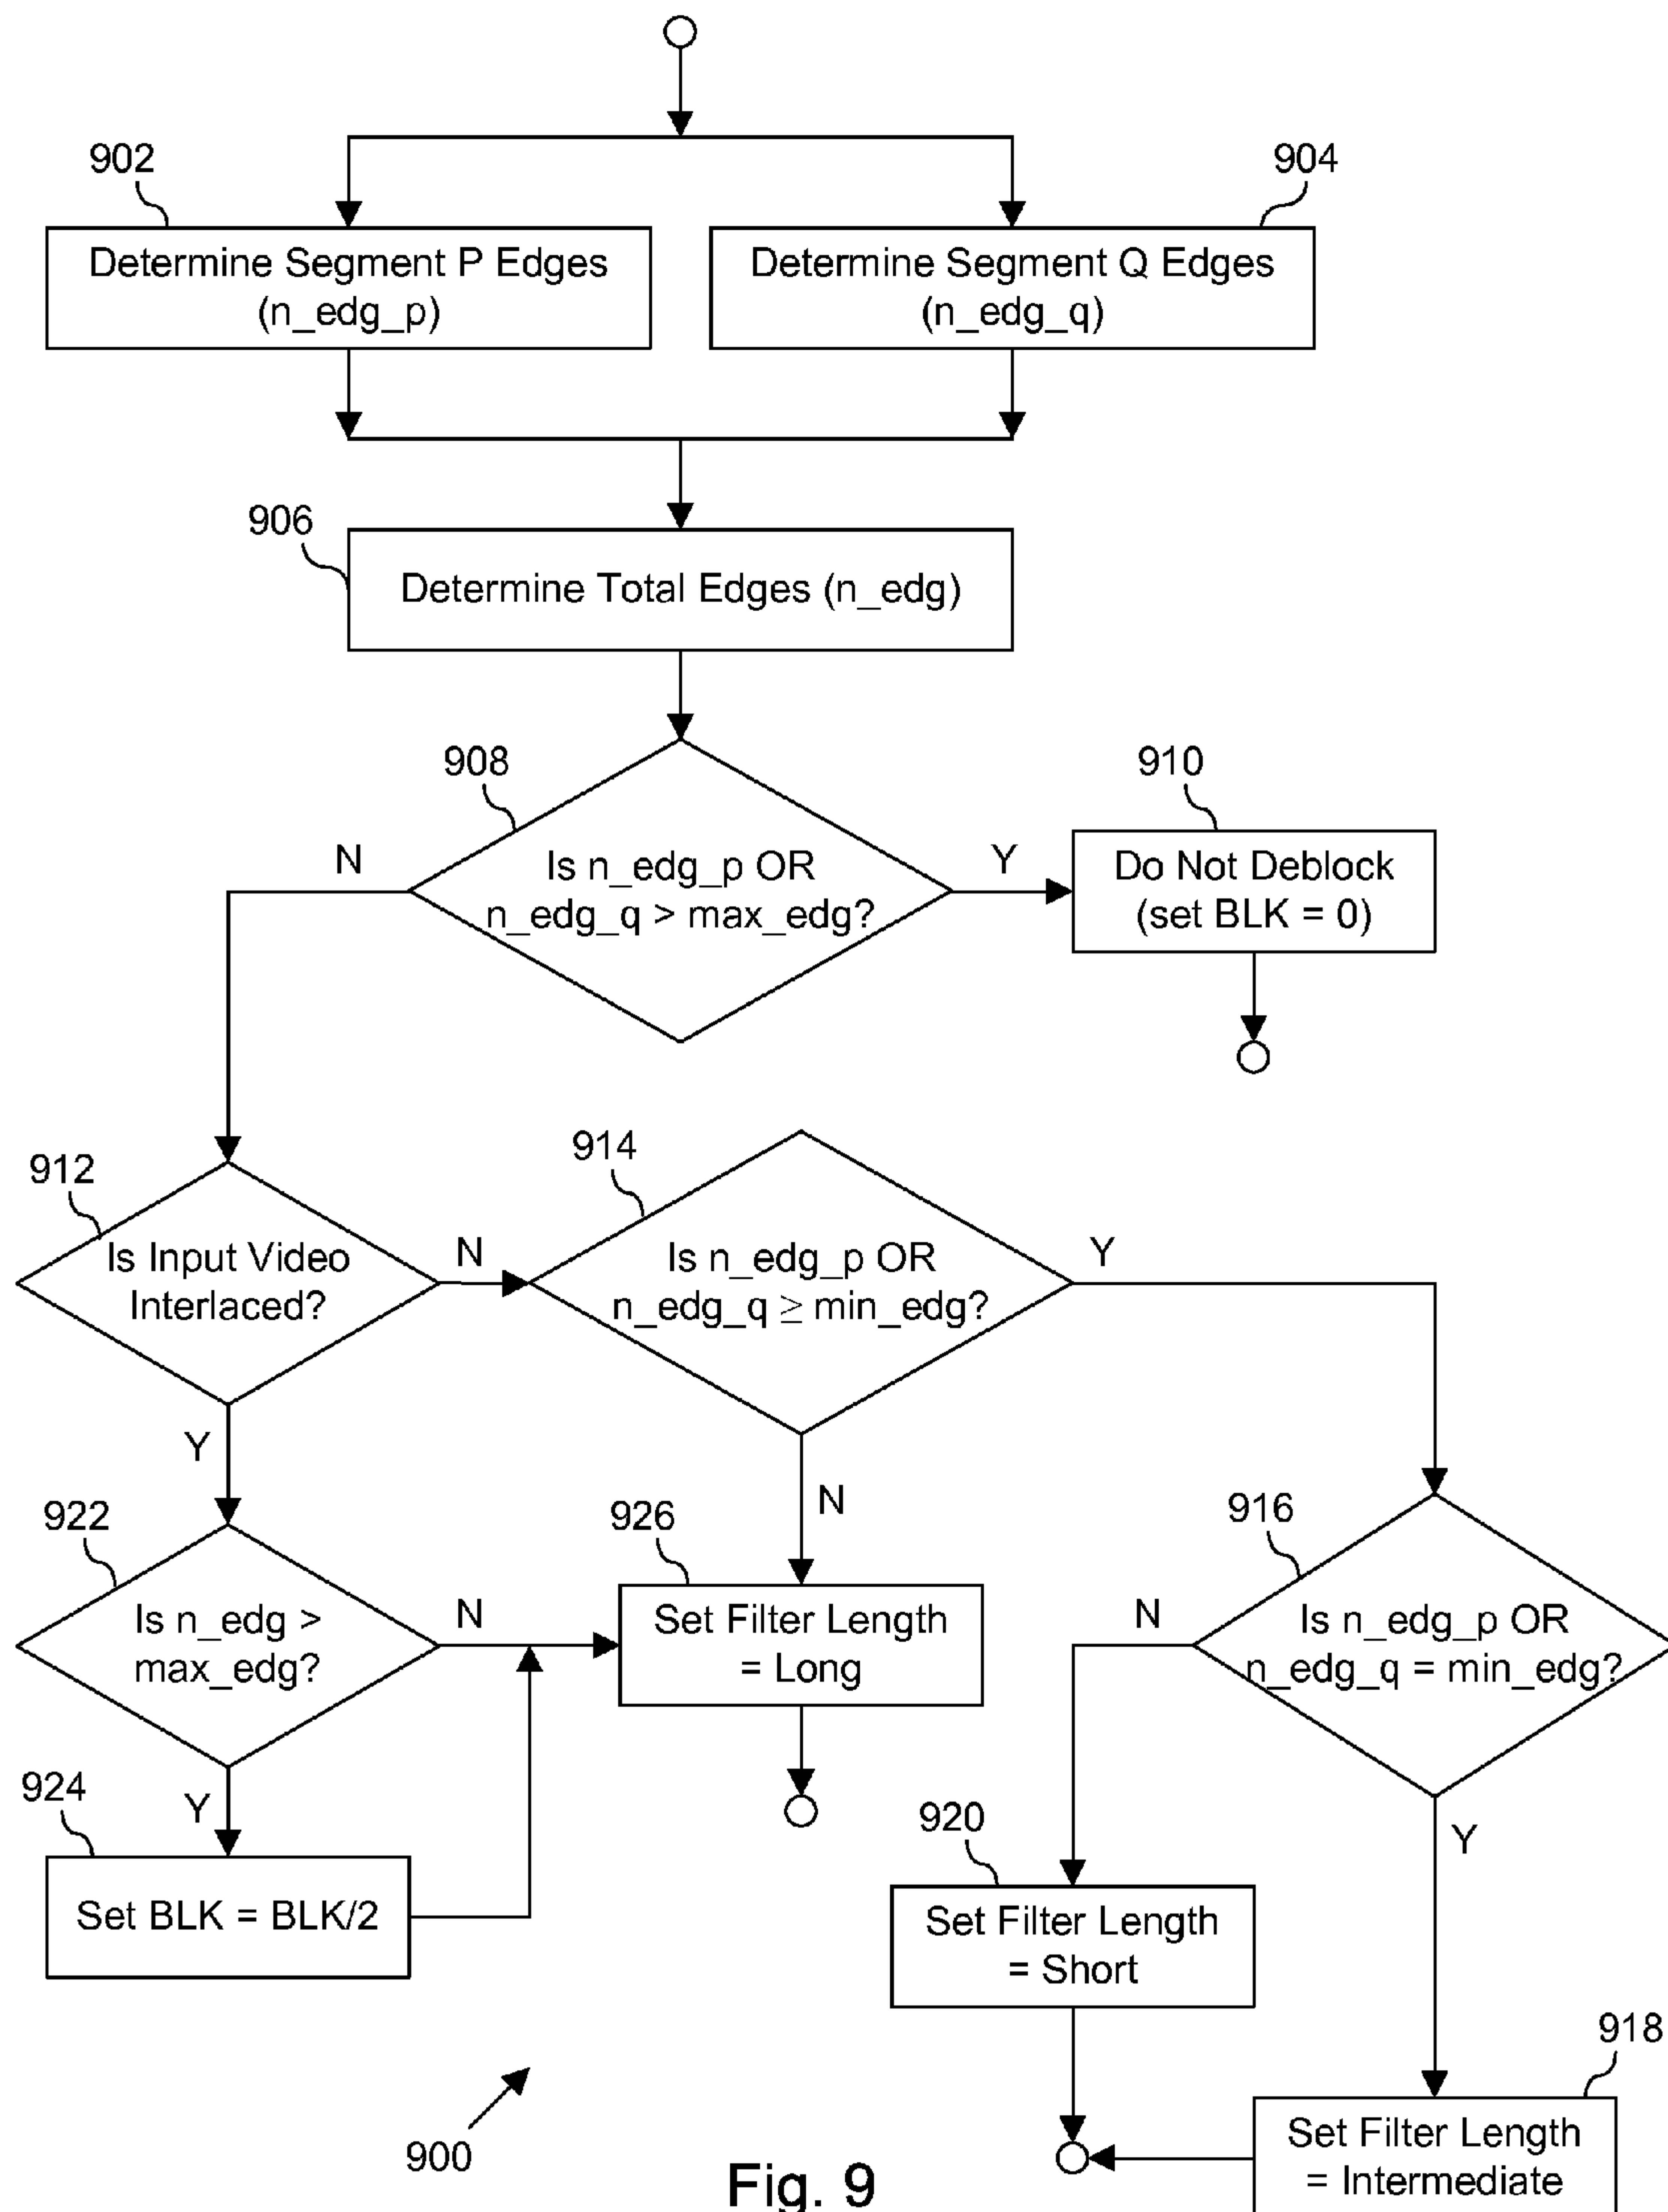 902
904
Determine Segment P Edges
(n_edg_p)
Determine Segment Q Edges
(n_edg_q)
906
Determine Total Edges (n_edg)
908
910
N
Is n_edg_p OR
n_edg_q > max_edg?
Y
Do Not Deblock
(set BLK = 0)
912
914
Is Input Video
Interlaced?
N
Is n_edg_p OR
n_edg_q ≥ min_edg?
Y
Y
N
922
926
916
Is n_edg >
max_edg?
N
Set Filter Length
= Long
N
Is n_edg_p OR
n_edg_q = min_edg?
924
Y
920
Y
Set BLK = BLK/2
Set Filter Length
= Short
918
Set Filter Length
= Intermediate
900
Fig. 9